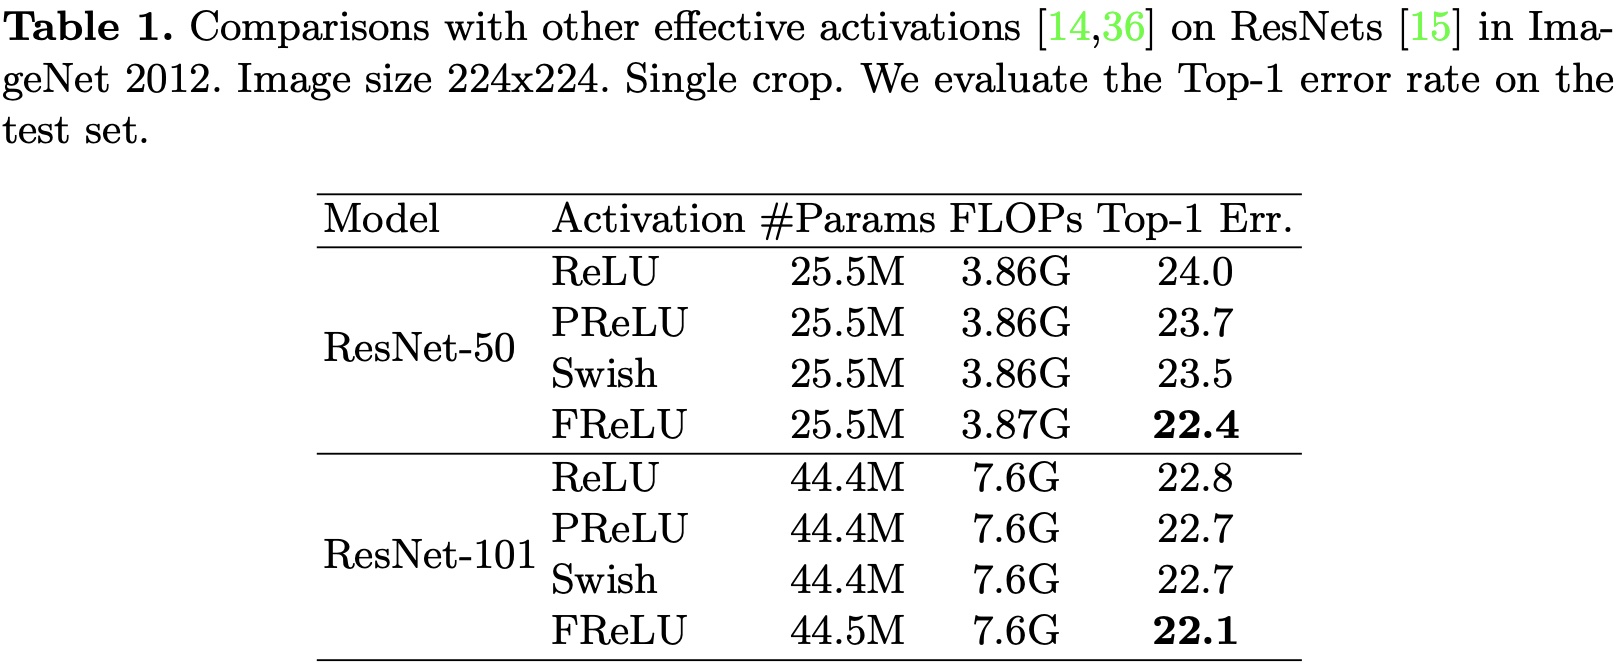 Table 1. Comparisons with other effective activations [14,36] on ResNets [15] in Ima-
geNet 2012. Image size 224x224. Single crop. We evaluate the Top-1 error rate on the
test set.
Model Activation #Params FLOPs Top-1 Err.
ResNet-50
ReLU 25.5M 3.86G 24.0
PReLU 25.5M 3.86G 23.7
Swish 25.5M 3.86G 23.5
FReLU 25.5M 3.87G 22.4
ResNet-101
ReLU 44.4M 7.6G 22.8
PReLU 44.4M 7.6G 22.7
Swish 44.4M 7.6G 22.7
FReLU 44.5M 7.6G 22.1